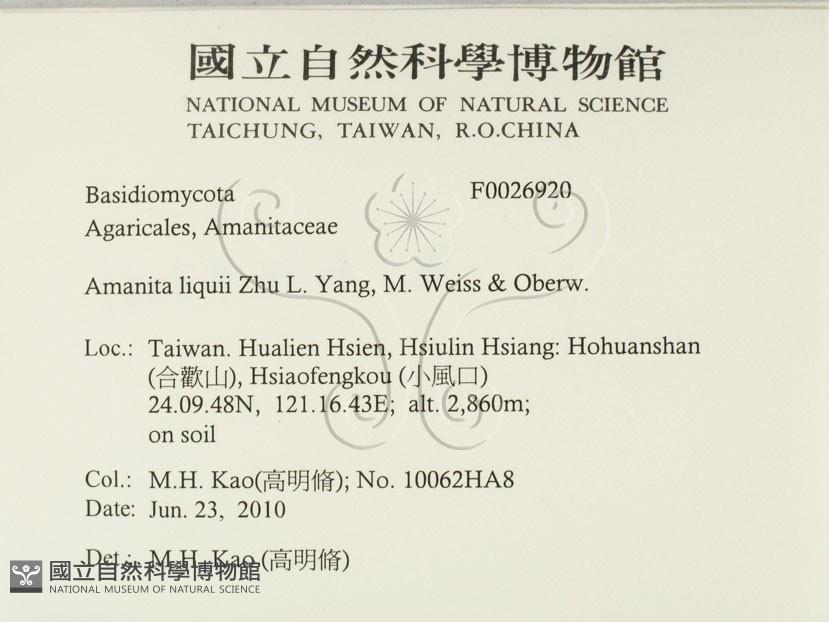 國立自然科學博物館
NATIONAL MUSEUM OF NATURAL SCIENCE
TAICHUNG, TAIWAN, R.O.CHINA
Basidiomycota F0026920
Agaricales, Amanitaceae
Amanita liquii Zhu L. Yang, M. Weiss & Oberw.
Loc.: Taiwan. Hualien Hsien, Hsiulin Hsiang: Hohuanshan
(合歡山), Hsiaofengkou (小風口)
24.09.48N, 121.16.43E; alt. 2,860m;
on soil
Col.: M.H. Kao(高明脩); No. 10062HA8
Date: Jun. 23, 2010
Det.: M.H. Kao (高明脩)
國立自然科學博物館
NATIONAL MUSEUM OF NATURAL SCIENCE